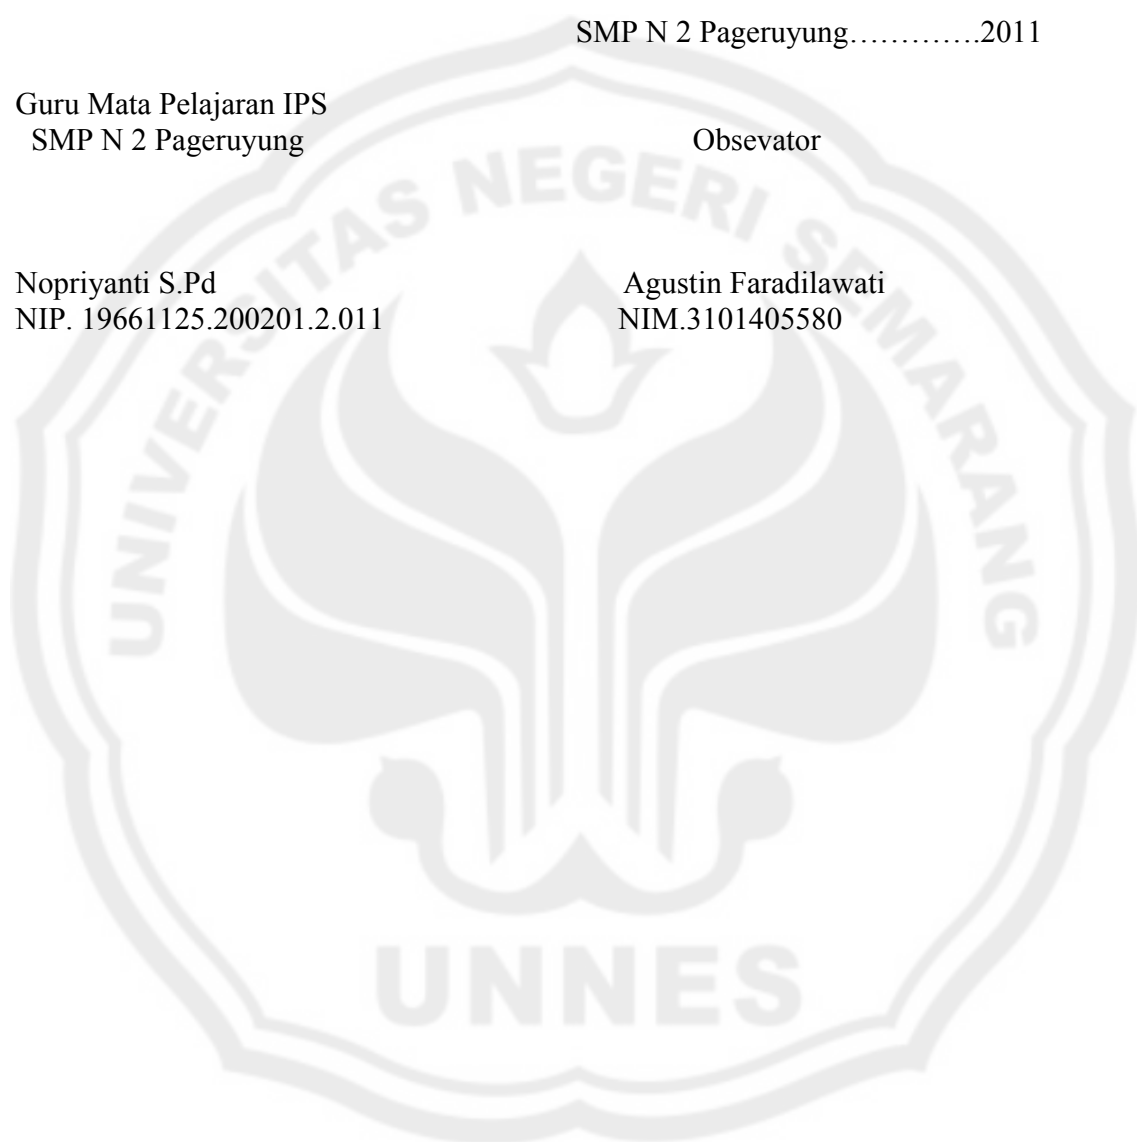 SMP N 2 Pageruyung………….2011
Guru Mata Pelajaran IPS
SMP N 2 Pageruyung Obsevator
Nopriyanti S.Pd Agustin Faradilawati
NIP. 19661125.200201.2.011 NIM.3101405580
UNIVERSITAS NEGERI SEMARANG
UNNES